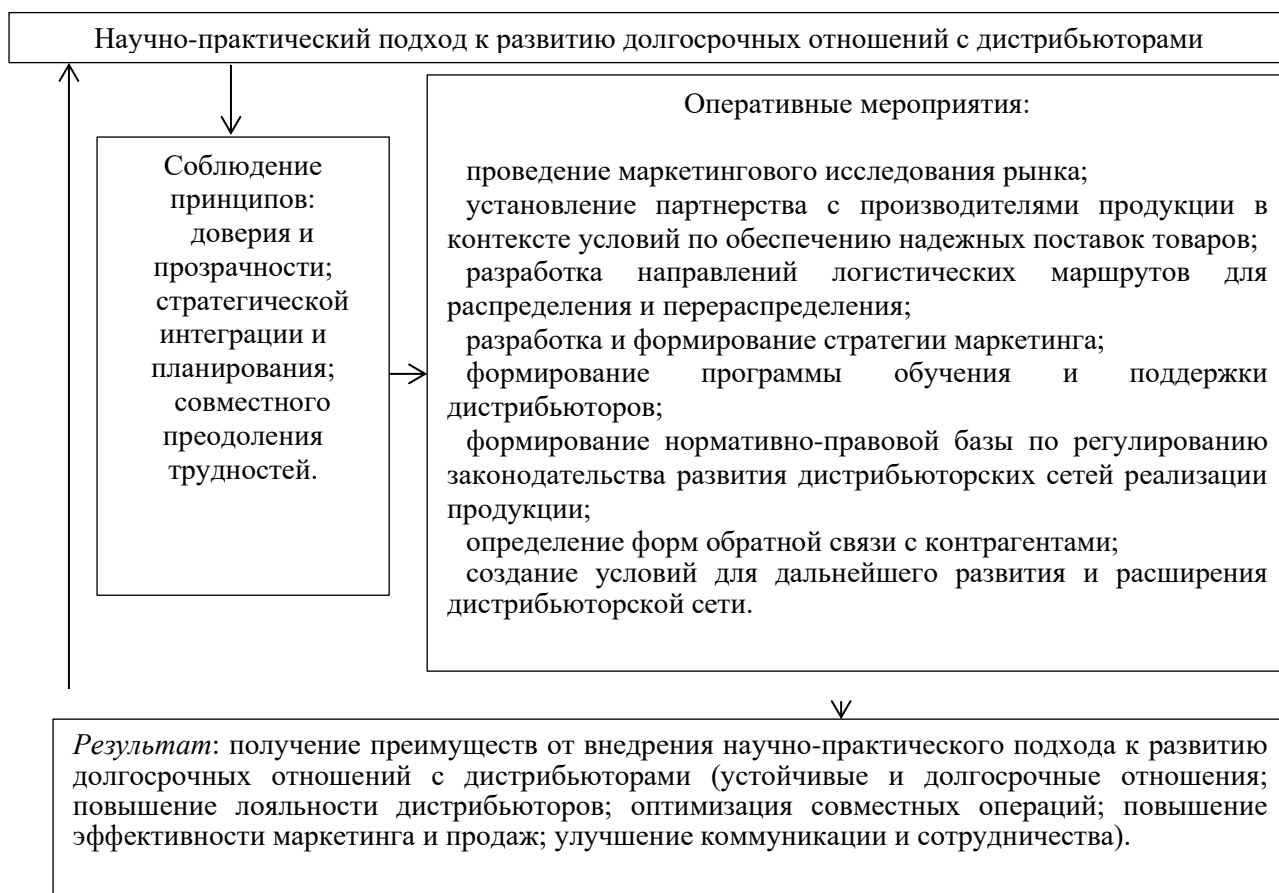 Научно-практический подход к развитию долгосрочных отношений с дистрибьюторами
Соблюдение
принципов:
доверия и
прозрачности;
стратегической
интеграции и
планирования;
совместного
преодоления
трудностей.
Оперативные мероприятия:
проведение маркетингового исследования рынка;
установление партнерства с производителями продукции в
контексте условий по обеспечению надежных поставок товаров;
разработка направлений логистических маршрутов для
распределения и перераспределения;
разработка и формирование стратегии маркетинга;
формирование программы обучения и поддержки
дистрибьюторов;
формирование нормативно-правовой базы по регулированию
законодательства развития дистрибьюторских сетей реализации
продукции;
определение форм обратной связи с контрагентами;
создание условий для дальнейшего развития и расширения
дистрибьюторской сети.
Результат: получение преимуществ от внедрения научно-практического подхода к развитию
долгосрочных отношений с дистрибьюторами (устойчивые и долгосрочные отношения;
повышение лояльности дистрибьюторов; оптимизация совместных операций; повышение
эффективности маркетинга и продаж; улучшение коммуникации и сотрудничества).